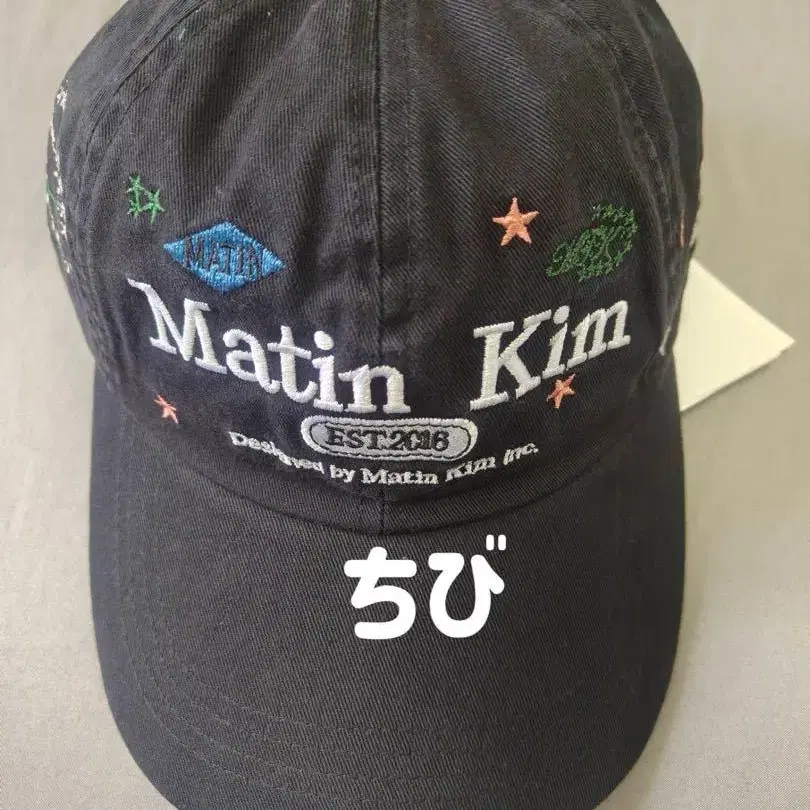 MATIN
Matin Kim
EST.2016
Designed by Matin Kim Inc.
ちび